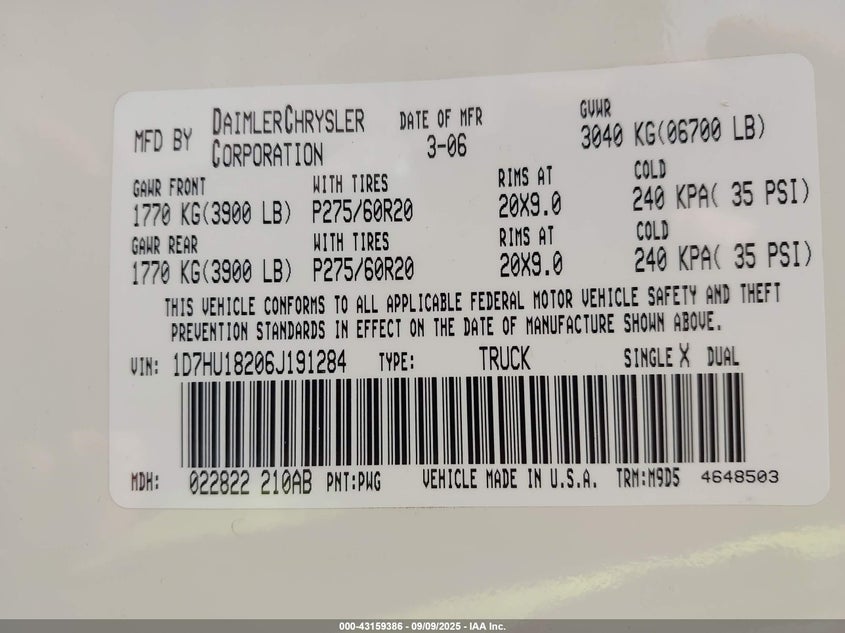 MFD BY DAIMLERCHRYSLER CORPORATION DATE OF MFR 3-06 GVWR 3040 KG(06700 LB)
GAWR FRONT WITH TIRES RIMS AT COLD
1770 KG(3900 LB) P275/60R20 20X9.0 240 KPA( 35 PSI)
GAWR REAR WITH TIRES RIMS AT COLD
1770 KG(3900 LB) P275/60R20 20X9.0 240 KPA( 35 PSI)
THIS VEHICLE CONFORMS TO ALL APPLICABLE FEDERAL MOTOR VEHICLE SAFETY AND THEFT
PREVENTION STANDARDS IN EFFECT ON THE DATE OF MANUFACTURE SHOWN ABOVE.
VIN: 1D7HU18206J191284 TYPE: TRUCK SINGLE X DUAL
MDH: 022822 210AB PNT:PWG VEHICLE MADE IN U.S.A. TRM:M9D5 4648503
000-43159386 - 09/09/2025 - IAA Inc.